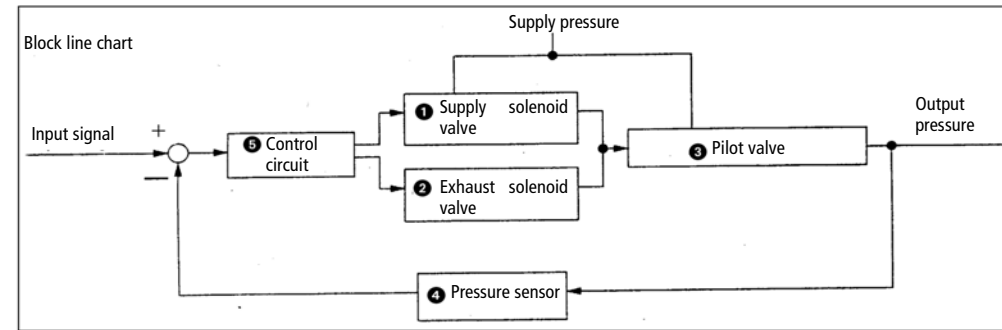 Supply pressure
Block line chart
Input signal
+
−
❺ Control
circuit
❶ Supply solenoid
valve
❷ Exhaust solenoid
valve
❸ Pilot valve
Output
pressure
❹ Pressure sensor